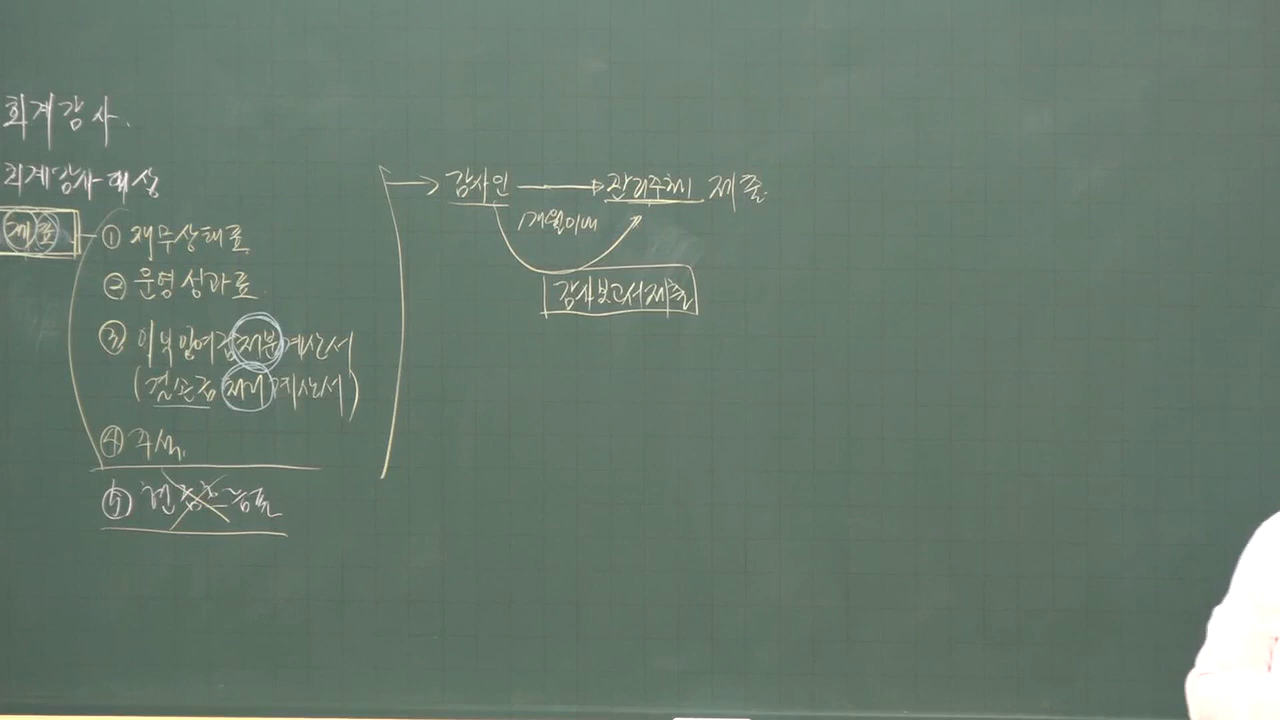 회계감사.
회계감사대상
재 표
① 재무상태표
② 운영성과표.
③ 이익잉여금처분계산서
(결손금처리계산서)
④ 주석.
⑤ 현금흐름표
감사인 → 관리주체 제출.
1개월이내
감사보고서제출